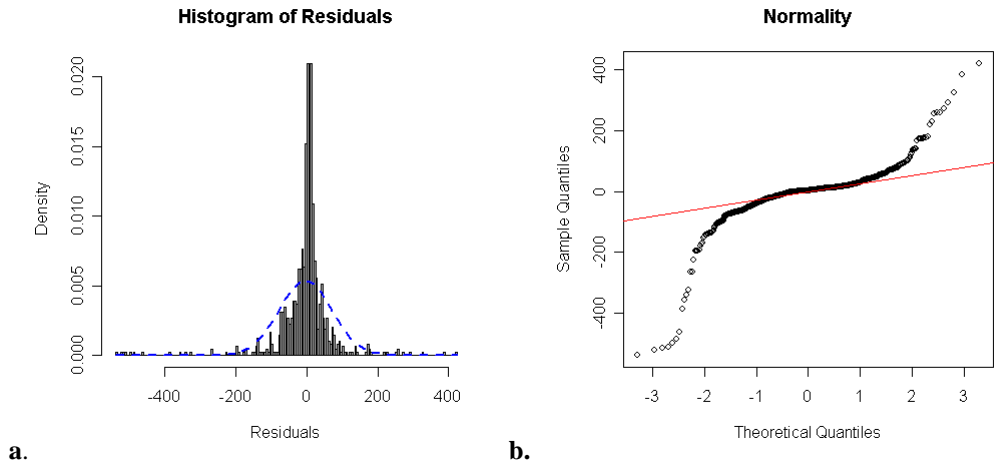 Histogram of Residuals
Density
0.000 0.005 0.010 0.015 0.020
-400 -200 0 200 400
Residuals
a.
Normality
Sample Quantiles
-400 -200 0 200 400
-3 -2 -1 0 1 2 3
Theoretical Quantiles
b.